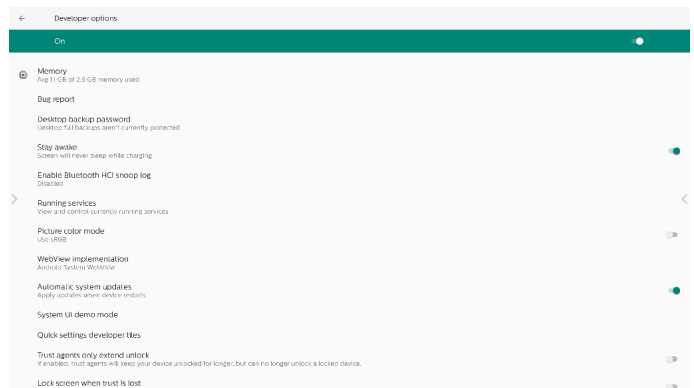 Developer options
On
Memory
Avg 1.1 GB of 2.9 GB memory used
Bug report
Desktop backup password
Desktop full backups aren't currently protected
Stay awake
Screen will never sleep while charging
Enable Bluetooth HCI snoop log
Disabled
Running services
View and control currently running services
Picture color mode
Use sRGB
WebView implementation
Android System WebView
Automatic system updates
Apply updates when device restarts
System UI demo mode
Quick settings developer tiles
Trust agents only extend unlock
If enabled, trust agents will keep your device unlocked for longer, but can no longer unlock a locked device.
Lock screen when trust is lost